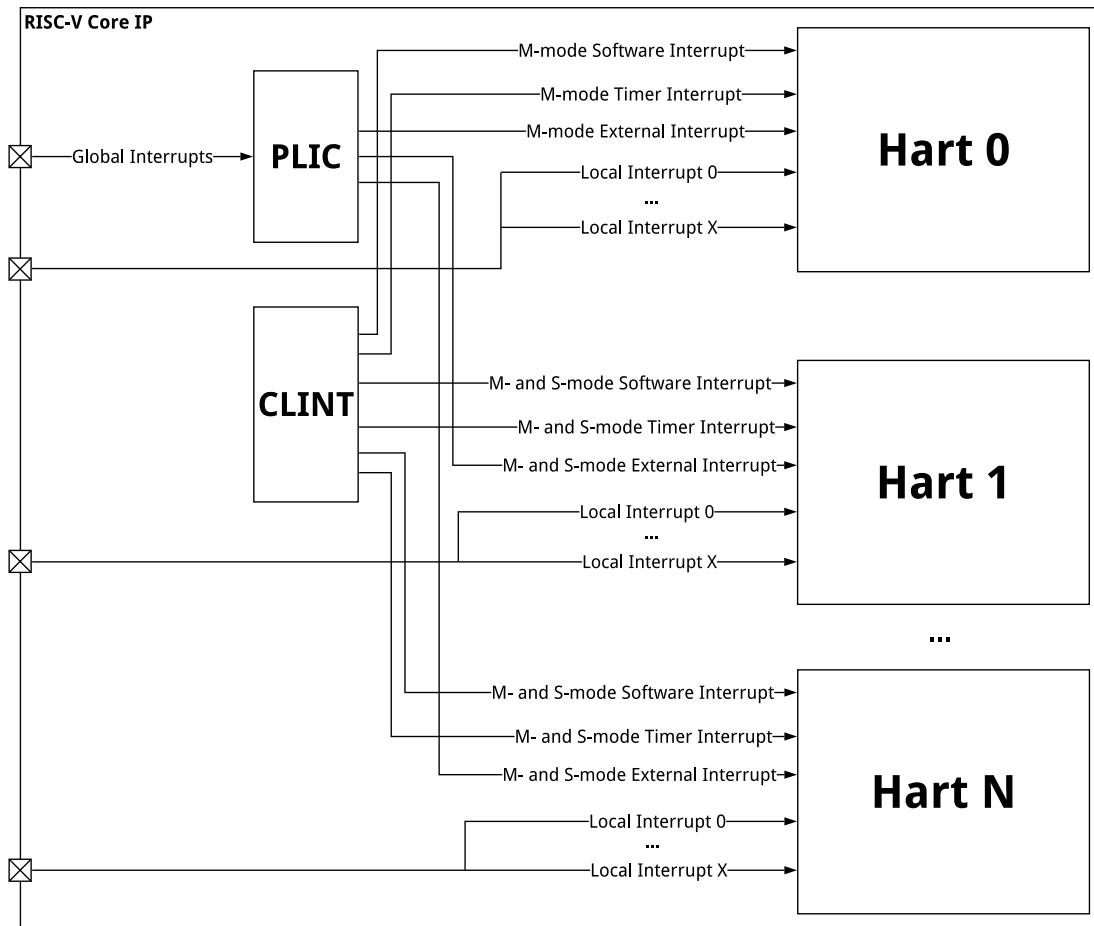 RISC-V Core IP
M-mode Software Interrupt
M-mode Timer Interrupt
M-mode External Interrupt
Global Interrupts
PLIC
Hart 0
Local Interrupt 0
...
Local Interrupt X
CLINT
M- and S-mode Software Interrupt
M- and S-mode Timer Interrupt
M- and S-mode External Interrupt
Hart 1
Local Interrupt 0
...
Local Interrupt X
...
M- and S-mode Software Interrupt
M- and S-mode Timer Interrupt
M- and S-mode External Interrupt
Hart N
Local Interrupt 0
...
Local Interrupt X